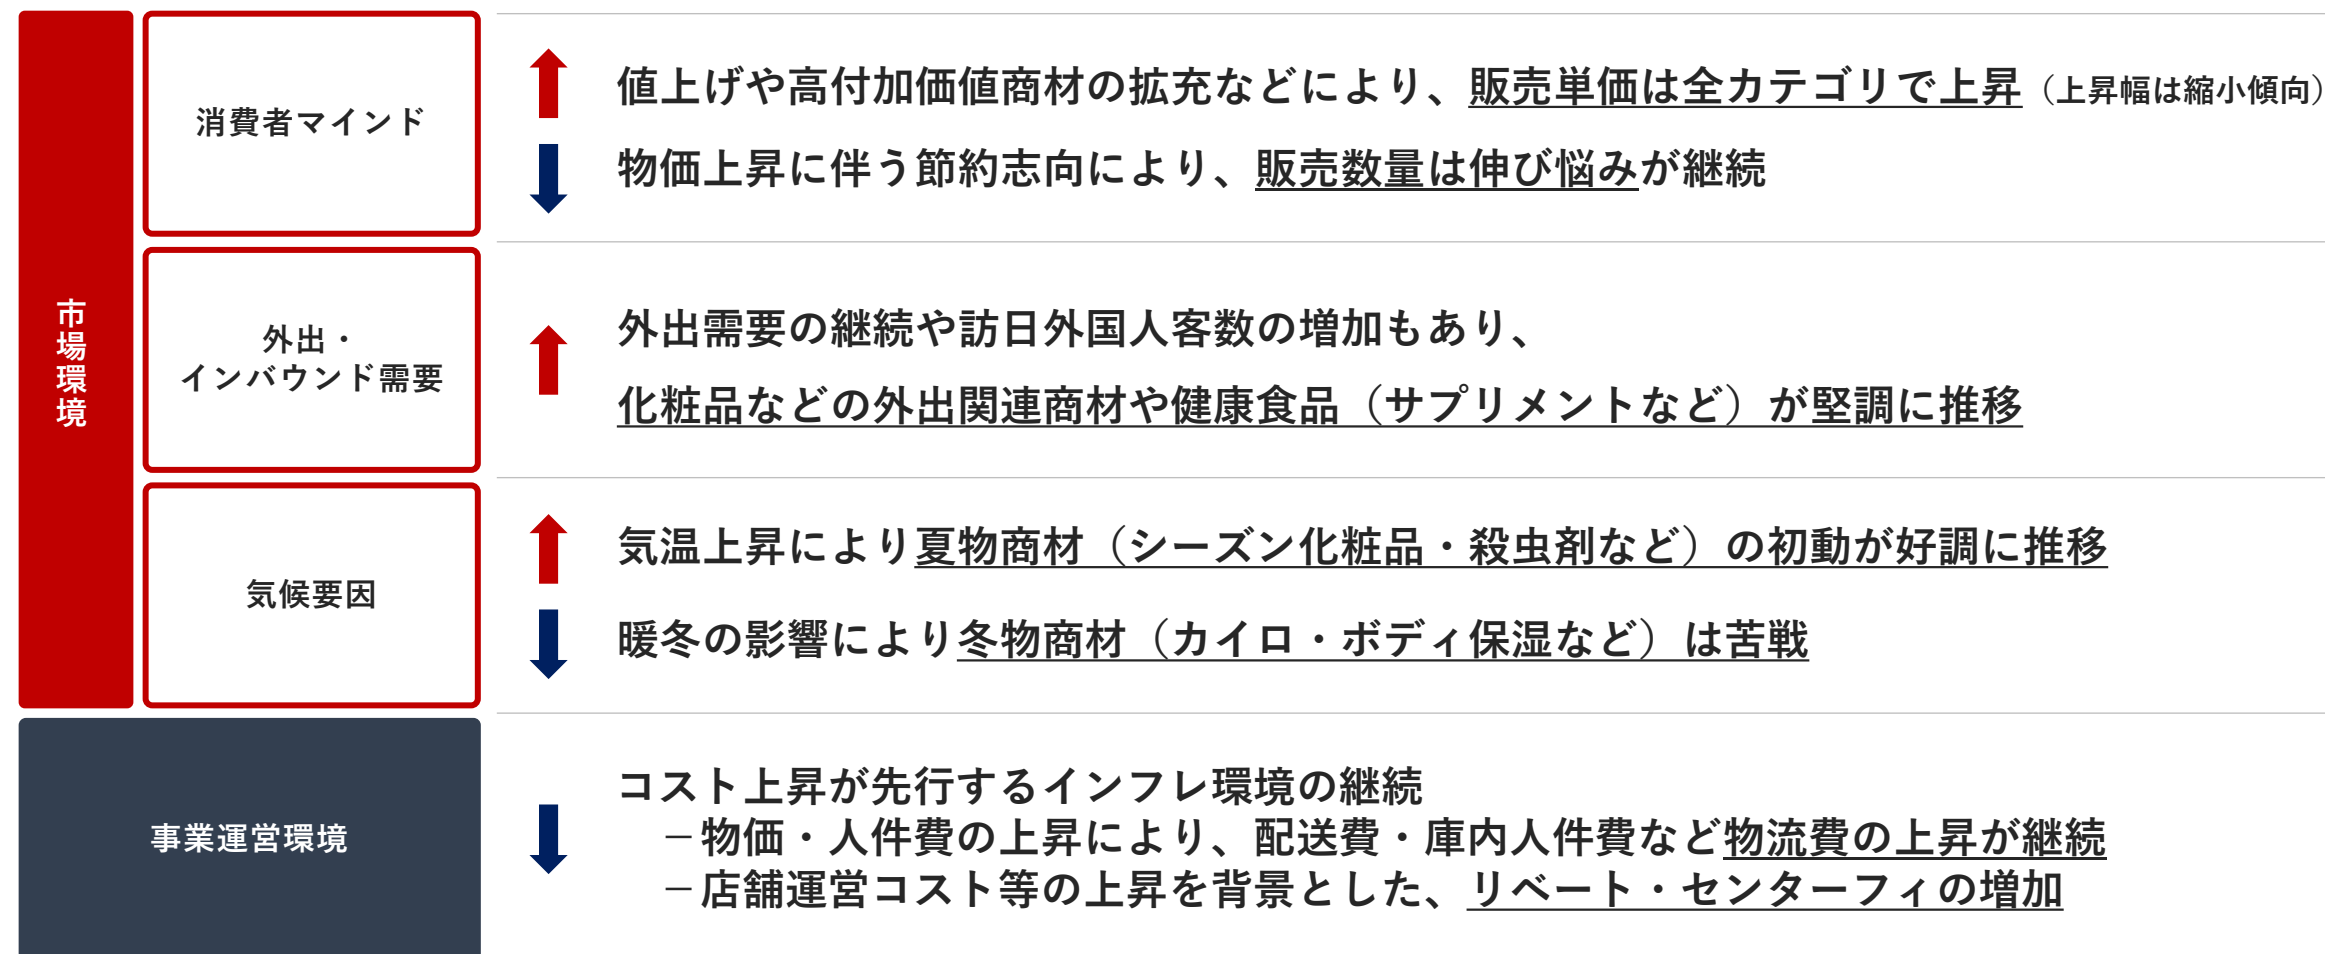 市場環境
消費者マインド
値上げや高付加価値商材の拡充などにより、販売単価は全カテゴリで上昇（上昇幅は縮小傾向）
物価上昇に伴う節約志向により、販売数量は伸び悩みが継続
外出・
インバウンド需要
外出需要の継続や訪日外国人客数の増加もあり、
化粧品などの外出関連商材や健康食品（サプリメントなど）が堅調に推移
気候要因
気温上昇により夏物商材（シーズン化粧品・殺虫剤など）の初動が好調に推移
暖冬の影響により冬物商材（カイロ・ボディ保湿など）は苦戦
事業運営環境
コスト上昇が先行するインフレ環境の継続
－物価・人件費の上昇により、配送費・庫内人件費など物流費の上昇が継続
－店舗運営コスト等の上昇を背景とした、リベート・センターフィの増加